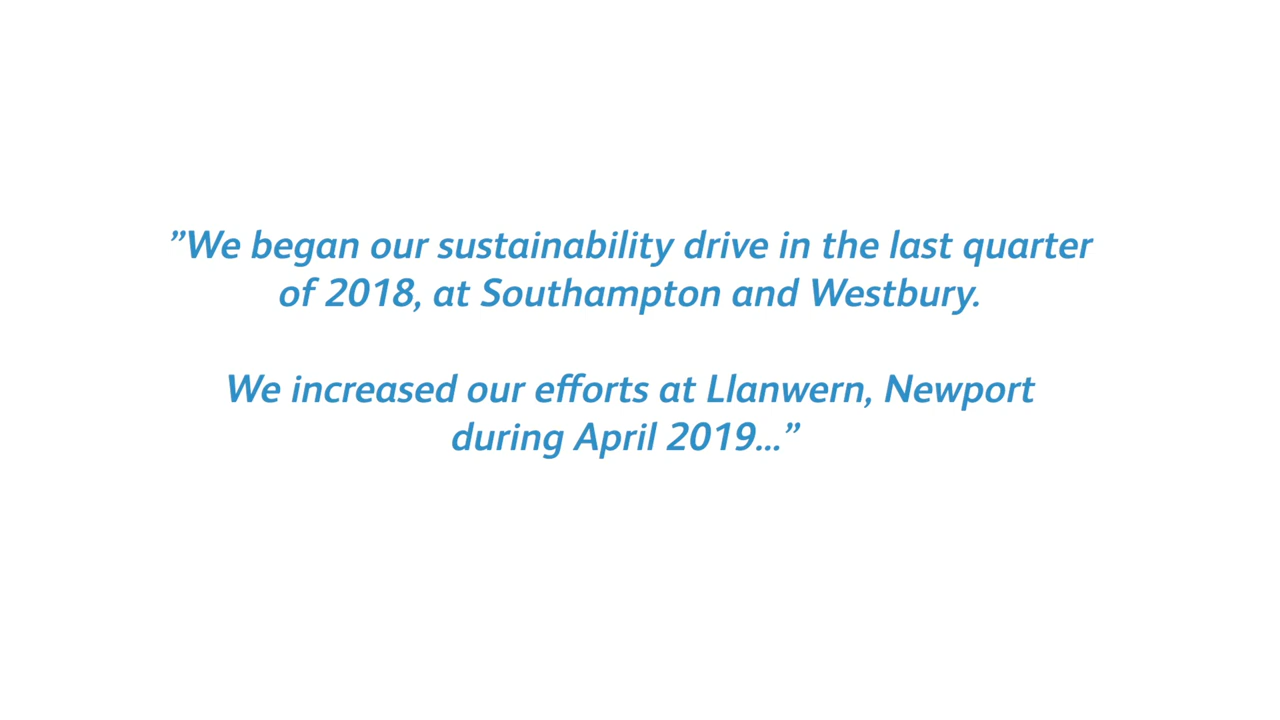 ”We began our sustainability drive in the last quarter
of 2018, at Southampton and Westbury.
We increased our efforts at Llanwern, Newport
during April 2019...”